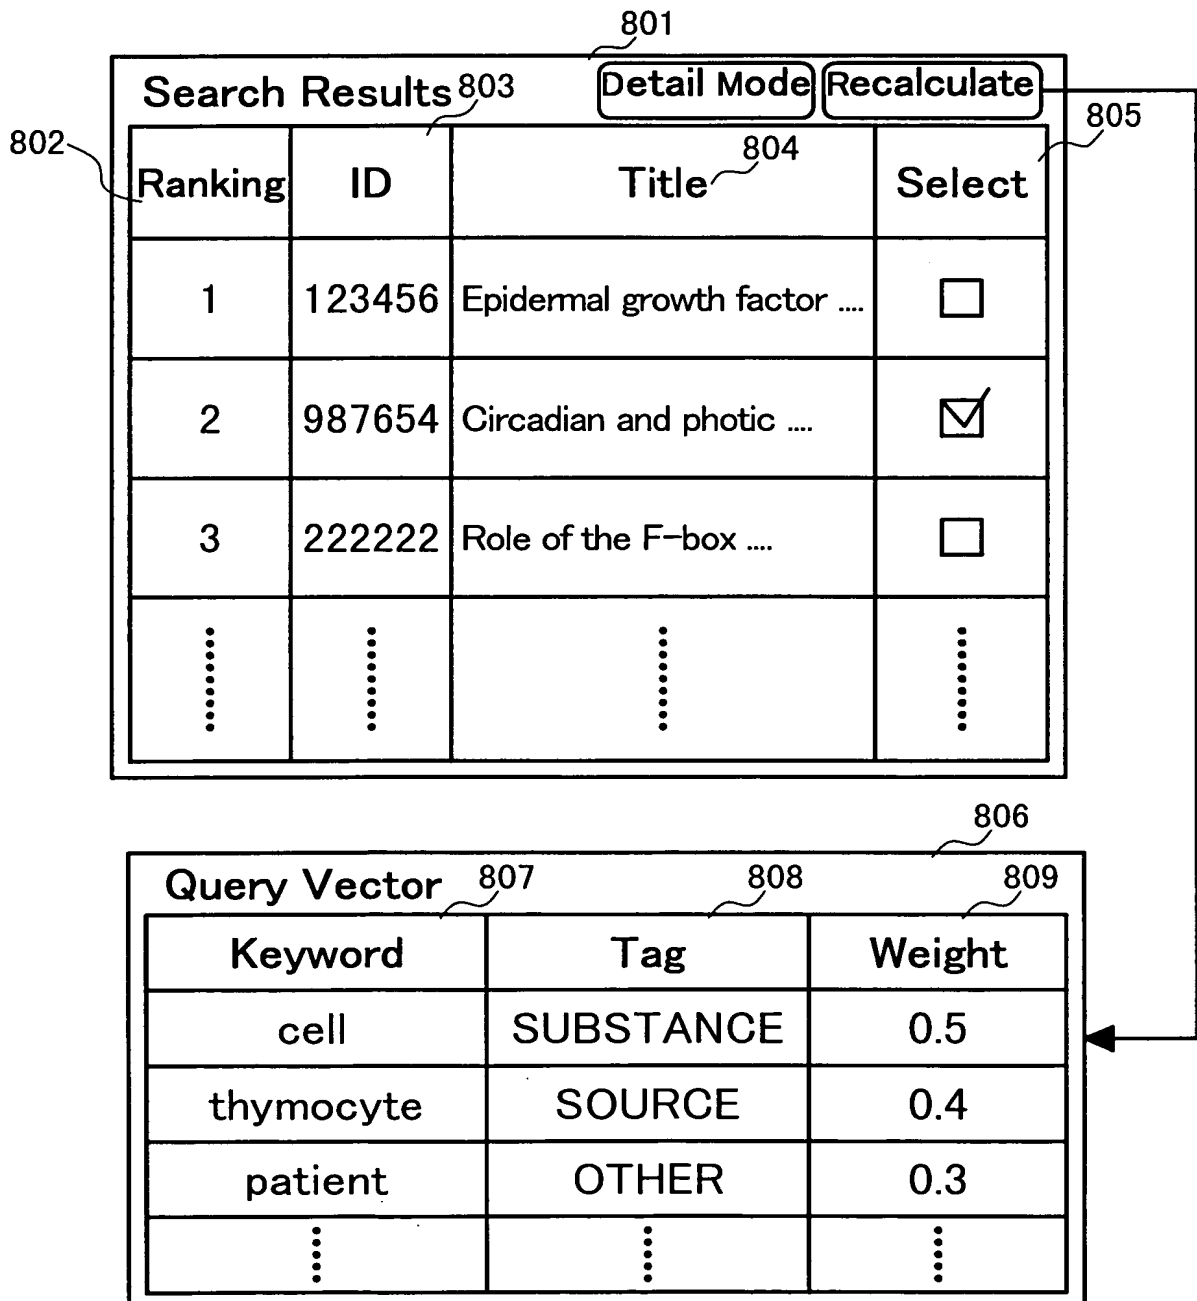 801
Search Results 803 Detail Mode Recalculate
802 804 805
Ranking ID Title Select
1 123456 Epidermal growth factor ....
2 987654 Circadian and photic ....
3 222222 Role of the F-box ....
806
Query Vector 807 808 809
Keyword Tag Weight
cell SUBSTANCE 0.5
thymocyte SOURCE 0.4
patient OTHER 0.3